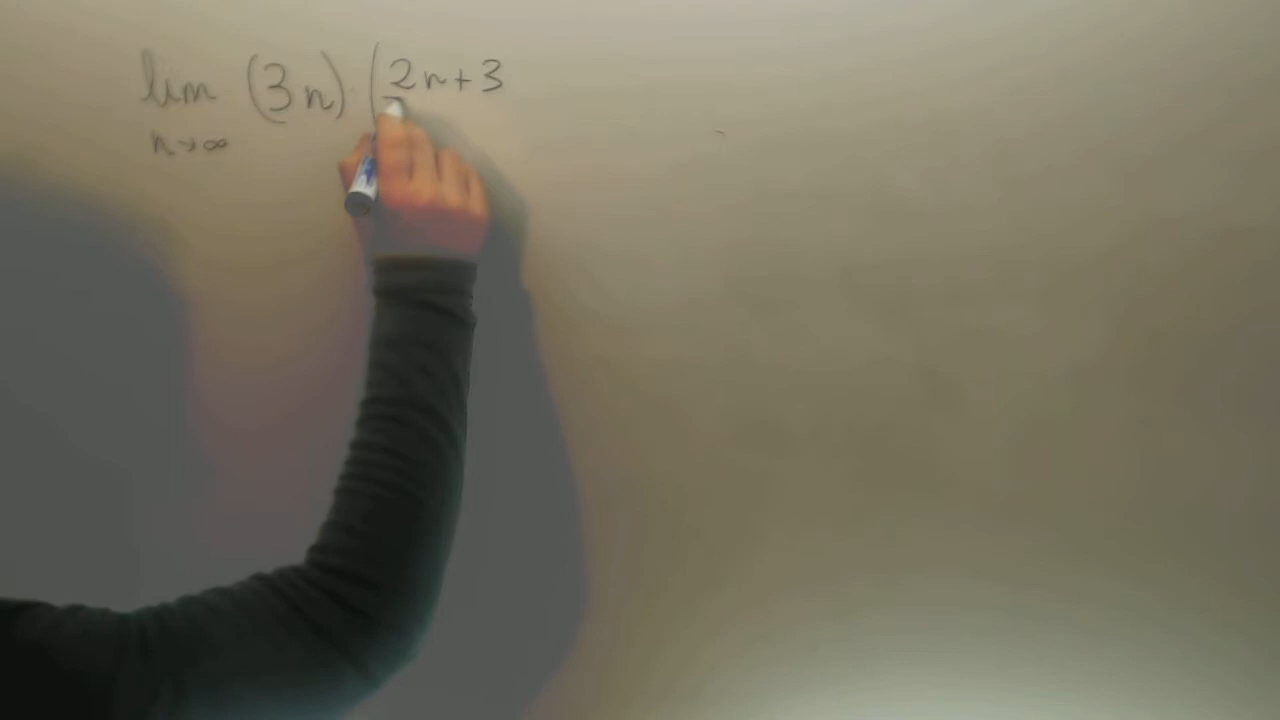 lim (3n) · (2n+3
n→∞